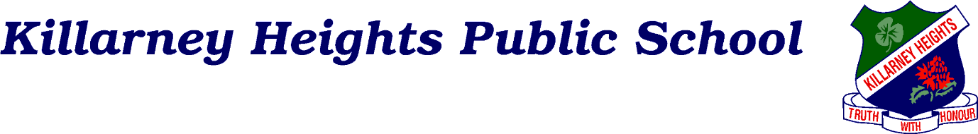 Killarney Heights Public School
KILLARNEY HEIGHTS
TRUTH WITH HONOUR